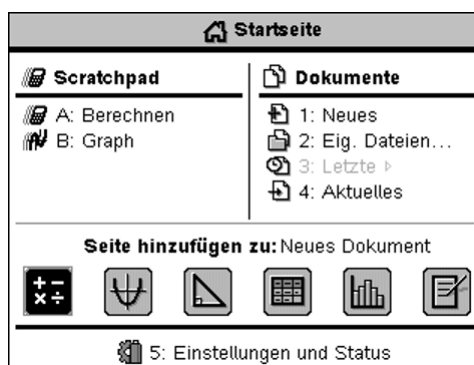 Startseite
Scratchpad
A: Berechnen
B: Graph
Dokumente
1: Neues
2: Eig. Dateien...
3: Letzte ▹
4: Aktuelles
Seite hinzufügen zu: Neues Dokument
5: Einstellungen und Status